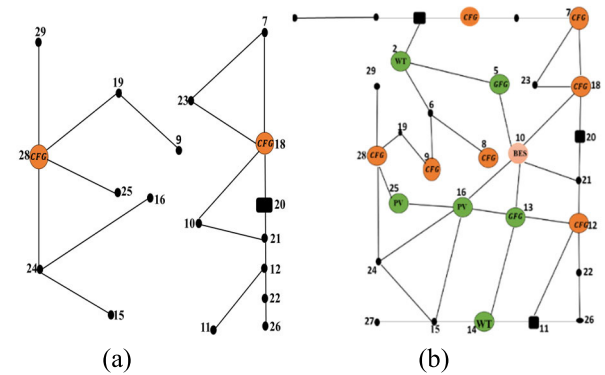 29
19
28 CFG
9
25
16
24
15
7
23
CFG 18
20
10
21
12
22
11
26
(a)
CFG
7
CFG
2
WT
5
GFG
29
23
CFG
18
6
19
10
20
28
CFG
9
CFG
8
CFG
BES
21
25
PV
16
PV
13
GFG
CFG
12
24
22
27
15
14
WT
11
26
(b)